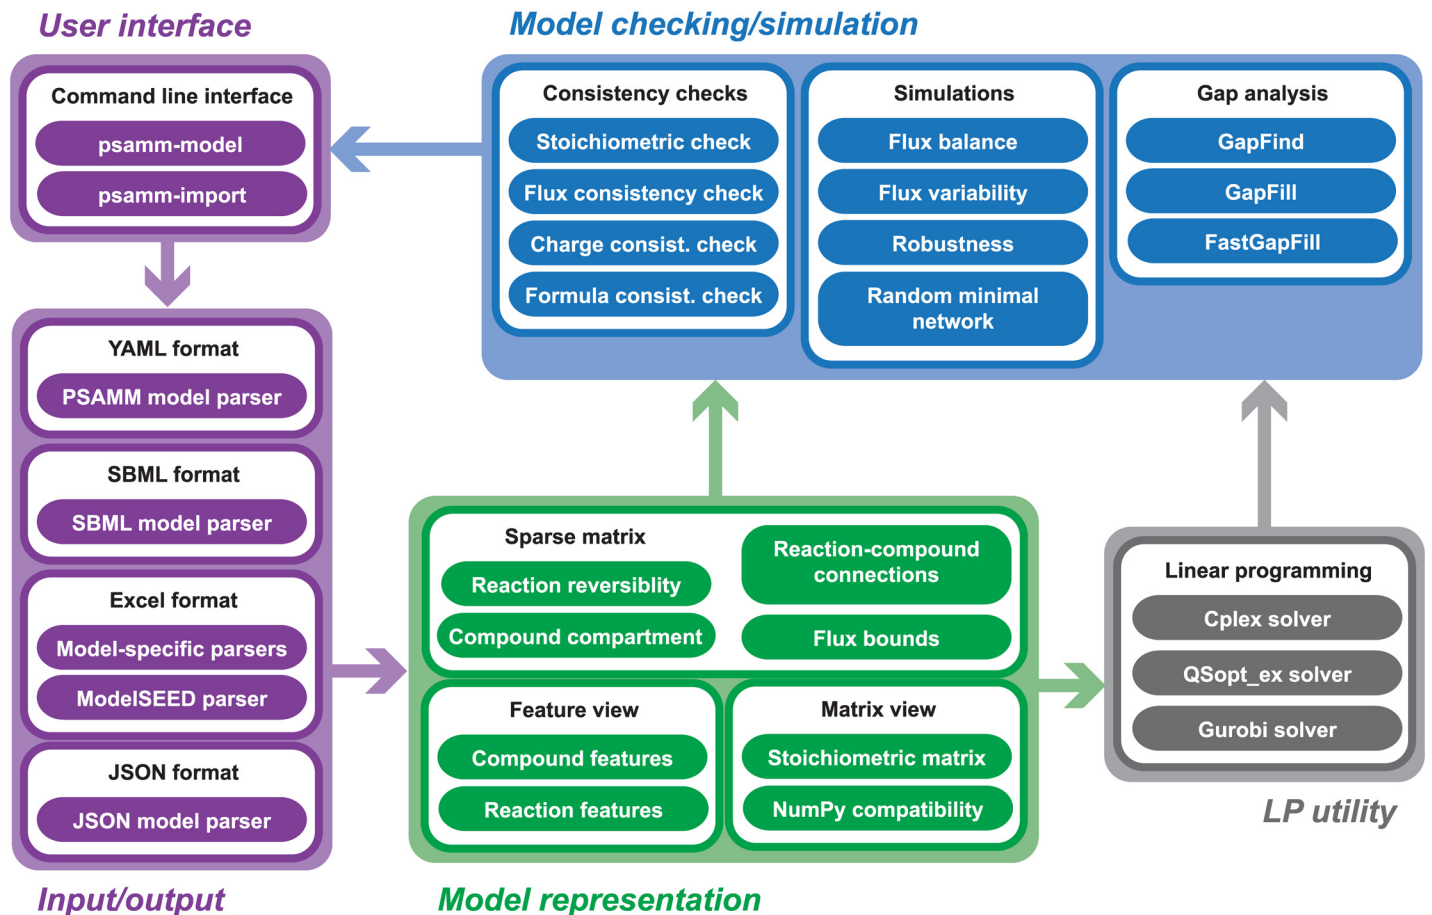 User interface
Command line interface
psamm-model
psamm-import
Model checking/simulation
Consistency checks
Stoichiometric check
Flux consistency check
Charge consist. check
Formula consist. check
Simulations
Flux balance
Flux variability
Robustness
Random minimal
network
Gap analysis
GapFind
GapFill
FastGapFill
YAML format
PSAMM model parser
SBML format
SBML model parser
Excel format
Model-specific parsers
ModelSEED parser
JSON format
JSON model parser
Input/output
Sparse matrix
Reaction reversiblity
Compound compartment
Reaction-compound
connections
Flux bounds
Feature view
Compound features
Reaction features
Matrix view
Stoichiometric matrix
NumPy compatibility
Model representation
Linear programming
Cplex solver
QSopt_ex solver
Gurobi solver
LP utility